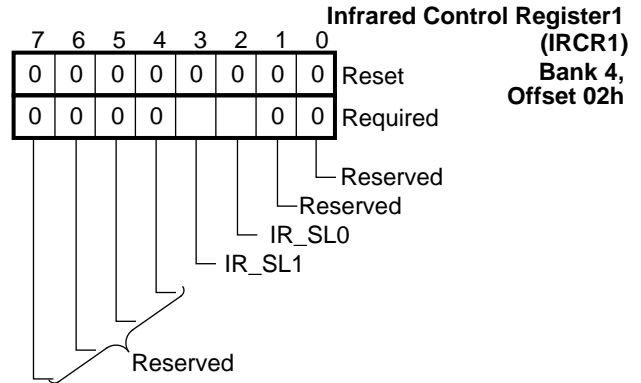 Infrared Control Register1
(IRCR1)
Bank 4,
Offset 02h
7 6 5 4 3 2 1 0
0 0 0 0 0 0 0 0 Reset
0 0 0 0 0 0 Required
Reserved
Reserved
IR_SL0
IR_SL1
Reserved